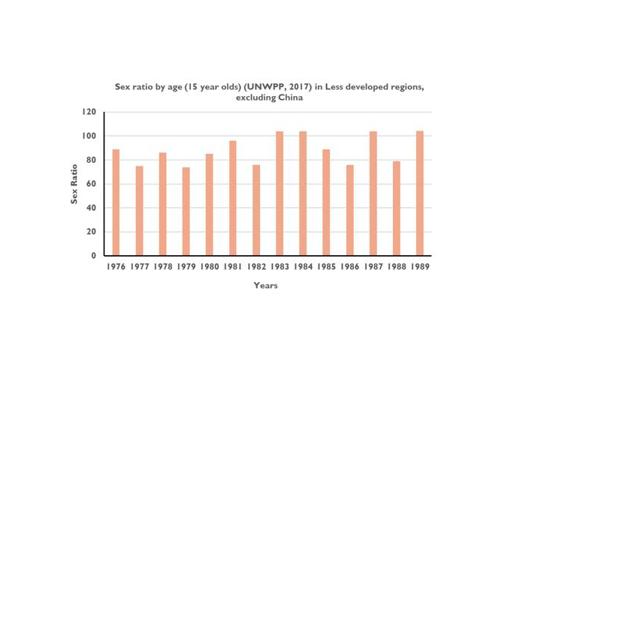 Sex ratio by age (15 year olds) (UNWPP, 2017) in Less developed regions,
excluding China
120
100
80
60
40
20
0
Sex Ratio
1976 1977 1978 1979 1980 1981 1982 1983 1984 1985 1986 1987 1988 1989
Years